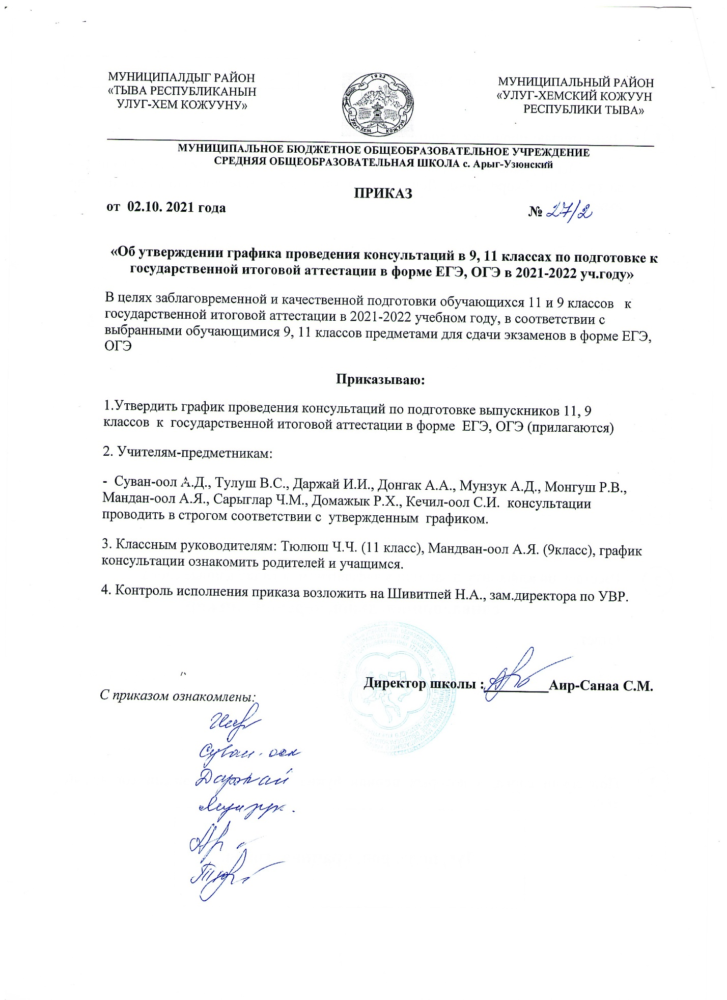 МУНИЦИПАЛДЫГ РАЙОН
«ТЫВА РЕСПУБЛИКАНЫН
УЛУГ-ХЕМ КОЖУУНУ»
1923
УЛУГ-ХЕМ КОЖУУН
МУНИЦИПАЛЬНЫЙ РАЙОН
«УЛУГ-ХЕМСКИЙ КОЖУУН
РЕСПУБЛИКИ ТЫВА»
МУНИЦИПАЛЬНОЕ БЮДЖЕТНОЕ ОБЩЕОБРАЗОВАТЕЛЬНОЕ УЧРЕЖДЕНИЕ
СРЕДНЯЯ ОБЩЕОБРАЗОВАТЕЛЬНАЯ ШКОЛА с. Арыг-Узюнский
ПРИКАЗ
от 02.10. 2021 года
№ 27/2
«Об утверждении графика проведения консультаций в 9, 11 классах по подготовке к
государственной итоговой аттестации в форме ЕГЭ, ОГЭ в 2021-2022 уч.году»
В целях заблаговременной и качественной подготовки обучающихся 11 и 9 классов к
государственной итоговой аттестации в 2021-2022 учебном году, в соответствии с
выбранными обучающимися 9, 11 классов предметами для сдачи экзаменов в форме ЕГЭ,
ОГЭ
Приказываю:
1.Утвердить график проведения консультаций по подготовке выпускников 11, 9
классов к государственной итоговой аттестации в форме ЕГЭ, ОГЭ (прилагаются)
2. Учителям-предметникам:
- Суван-оол А.Д., Тулуш В.С., Даржай И.И., Донгак А.А., Мунзук А.Д., Монгуш Р.В.,
Мандан-оол А.Я., Сарыглар Ч.М., Домажык Р.Х., Кечил-оол С.И. консультации
проводить в строгом соответствии с утвержденным графиком.
3. Классным руководителям: Тюлюш Ч.Ч. (11 класс), Мандван-оол А.Я. (9класс), график
консультации ознакомить родителей и учащимся.
4. Контроль исполнения приказа возложить на Шивитпей Н.А., зам.директора по УВР.
Директор школы :_________Аир-Санаа С.М.
С приказом ознакомлены:
Суван-оол
Даржай
Мунзук.